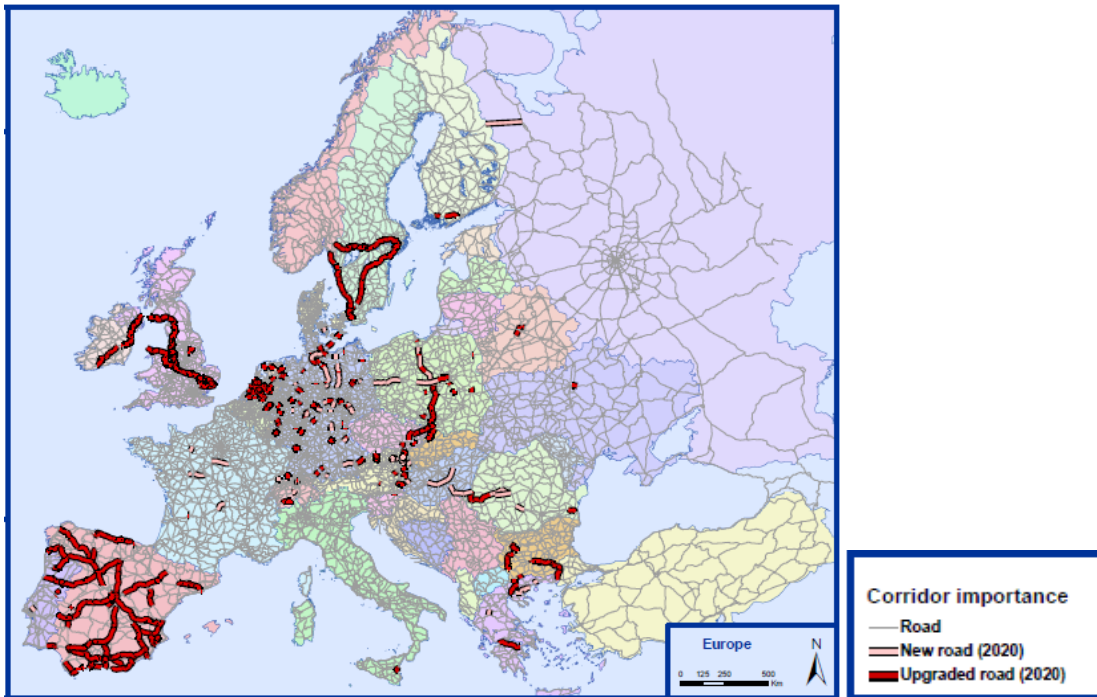 Europe
N
0 125 250 500
Km
Corridor importance
Road
New road (2020)
Upgraded road (2020)